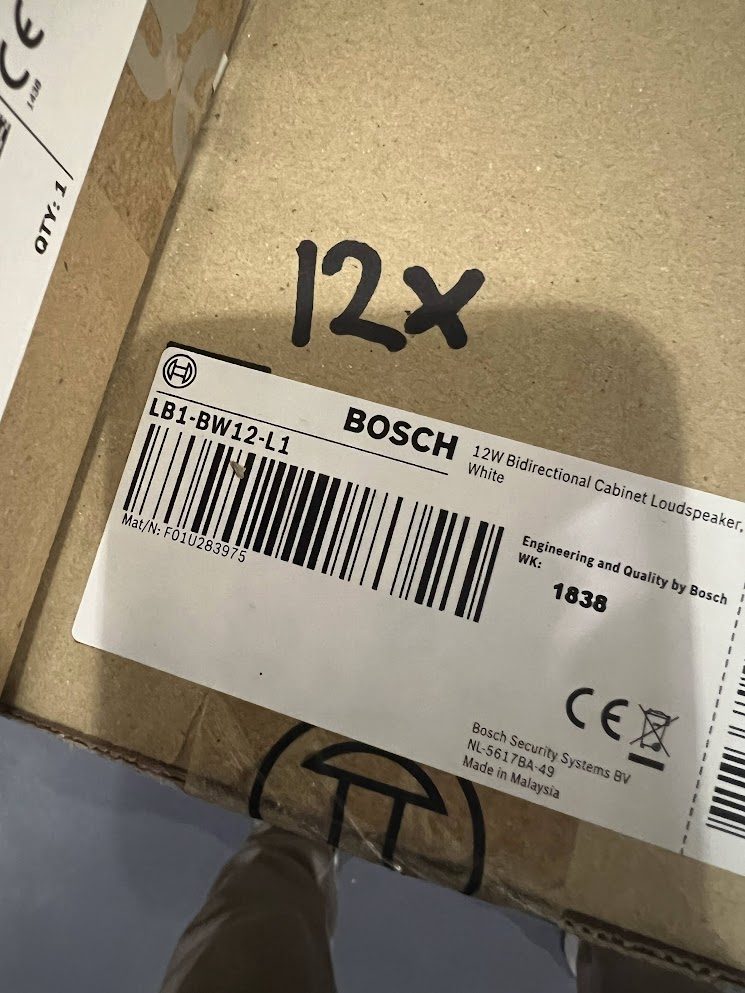 1438
QTY: 1
12x
BOSCH
LB1-BW12-L1
12W Bidirectional Cabinet Loudspeaker,
White
Mat/N: F01U283975
Engineering and Quality by Bosch
WK:
1838
CE
Bosch Security Systems BV
NL-5617BA-49
Made in Malaysia